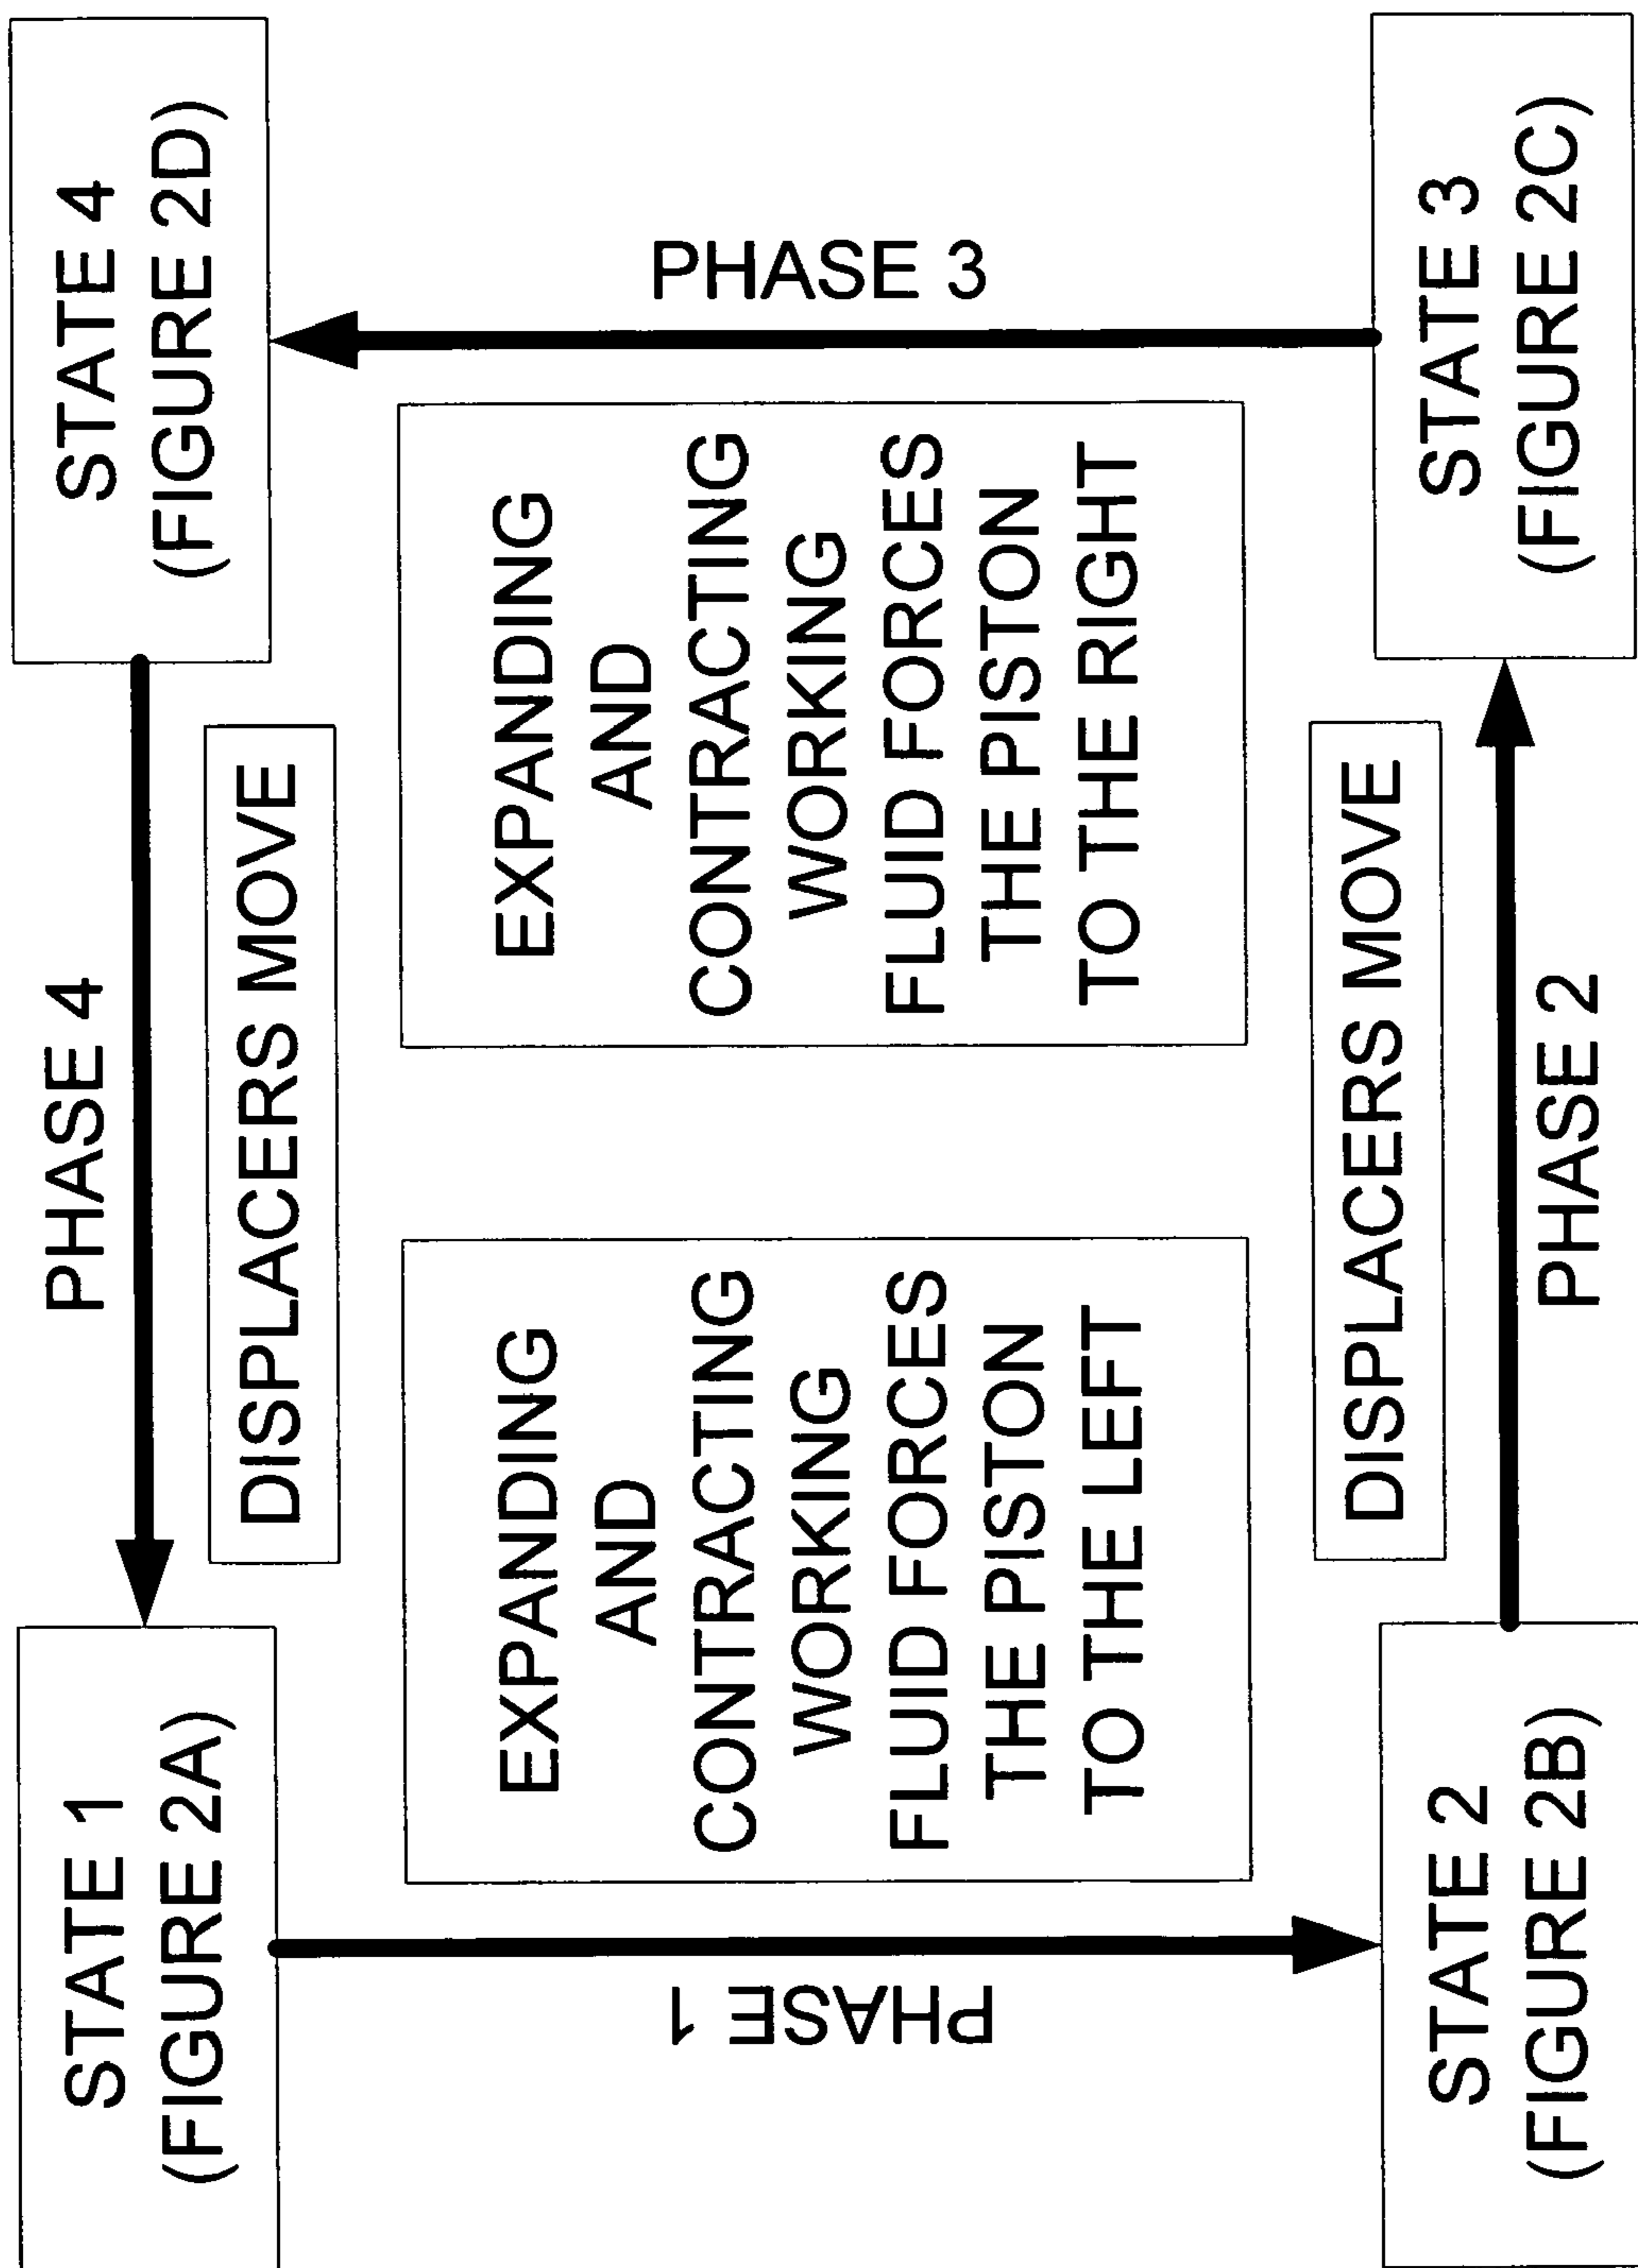 STATE 1
(FIGURE 2A)
PHASE 4
STATE 4
(FIGURE 2D)
DISPLACERS MOVE
PHASE 1
EXPANDING
AND
CONTRACTING
WORKING
FLUID FORCES
THE PISTON
TO THE LEFT
EXPANDING
AND
CONTRACTING
WORKING
FLUID FORCES
THE PISTON
TO THE RIGHT
PHASE 3
DISPLACERS MOVE
STATE 2
(FIGURE 2B)
PHASE 2
STATE 3
(FIGURE 2C)